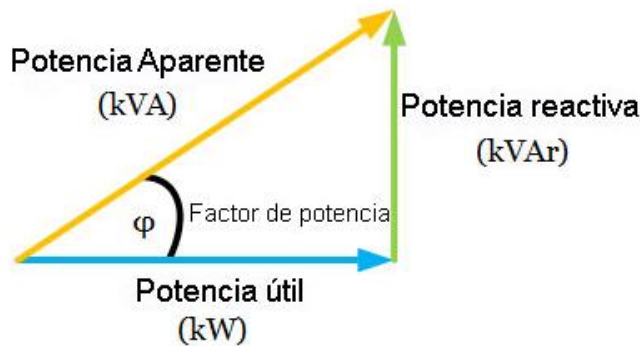 Potencia Aparente
(kVA)
Potencia reactiva
(kVAr)
φ
Factor de potencia
Potencia útil
(kW)